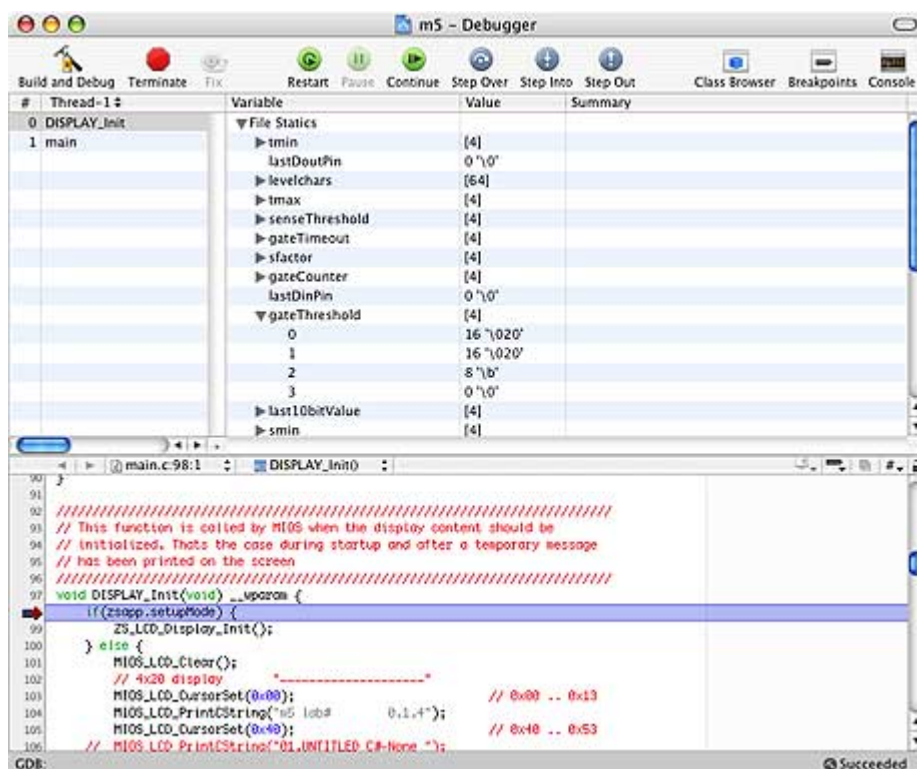 m5 – Debugger
Build and Debug Terminate Fix Restart Pause Continue Step Over Step Into Step Out Class Browser Breakpoints Console
# Thread-1 Variable Value Summary
0 DISPLAY_Init
1 main
File Statics
tmin [4]
lastDoutPin 0 '\0'
levelchars [64]
tmax [4]
senseThreshold [4]
gateTimeout [4]
sfactor [4]
gateCounter [4]
lastDinPin 0 '\0'
gateThreshold [4]
0 16 '\020'
1 16 '\020'
2 8 '\b'
3 0 '\0'
last10bitValue [4]
smin [4]
main.c:98:1 DISPLAY_Init() #
90 }
91
92 ////////////////////////////////////////////////////////////////////////////
93 // This function is called by MIOS when the display content should be
94 // initialized. Thats the case during startup and after a temporary message
95 // has been printed on the screen
96 ////////////////////////////////////////////////////////////////////////////
97 void DISPLAY_Init(void) __wparam {
if(zsapp.setupMode) {
99 ZS_LCD_Display_Init();
100 } else {
101 MIOS_LCD_Clear();
102 // 4x20 display "--------------------"
103 MIOS_LCD_CursorSet(0x00); // 0x00 .. 0x13
104 MIOS_LCD_PrintCString("m5 lab# 0.1.4");
105 MIOS_LCD_CursorSet(0x40); // 0x40 .. 0x53
106 // MIOS_LCD_PrintCString("01.UNTITLED C#-None ");
GDB: Succeeded